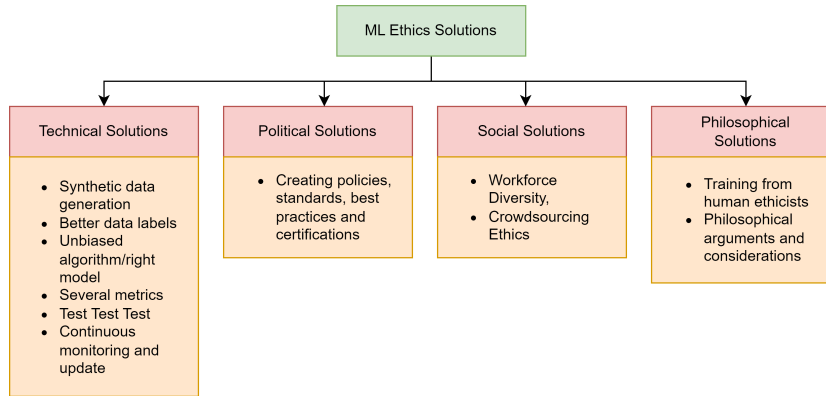 ML Ethics Solutions
Technical Solutions
Synthetic data
generation
Better data labels
Unbiased
algorithm/right
model
Several metrics
Test Test Test
Continuous
monitoring and
update
Political Solutions
Creating policies,
standards, best
practices and
certifications
Social Solutions
Workforce
Diversity,
Crowdsourcing
Ethics
Philosophical
Solutions
Training from
human ethicists
Philosophical
arguments and
considerations